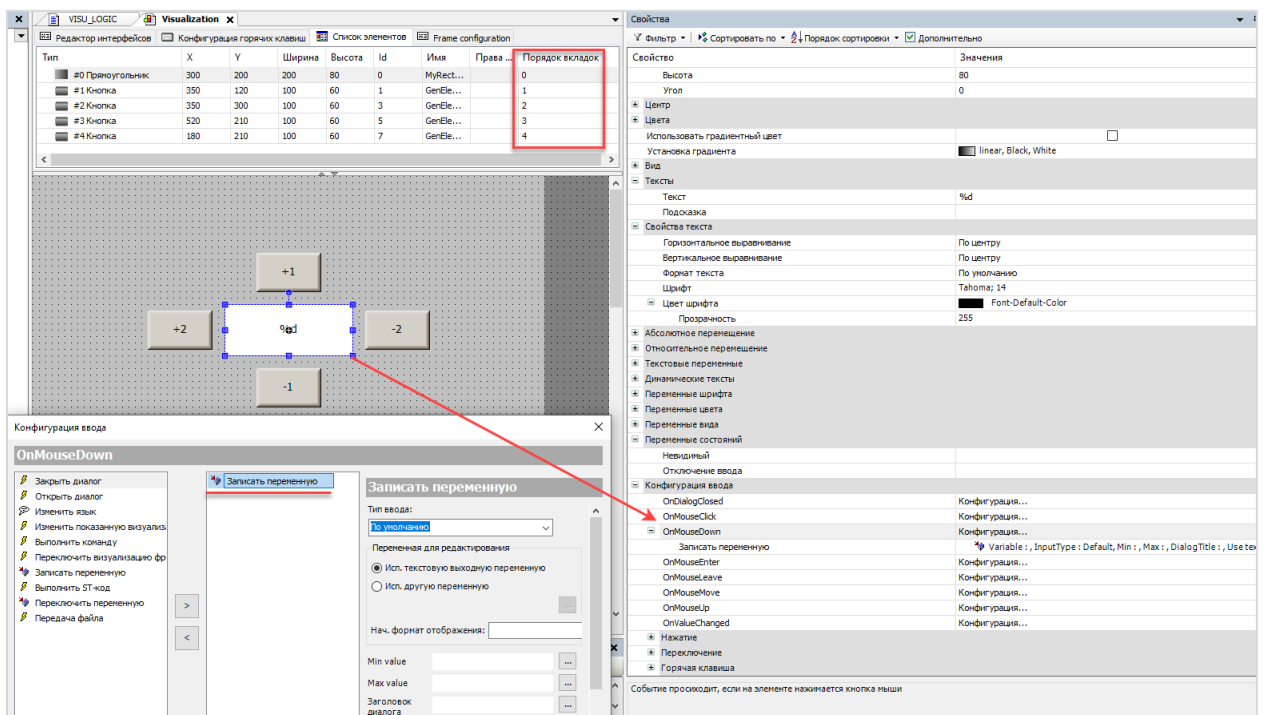 VISU_LOGIC Visualization
Редактор интерфейсов Конфигурация горячих клавиш Список элементов Frame configuration
Тип X Y Ширина Высота Id Имя Права ... Порядок вкладок
#0 Прямоугольник 300 200 200 80 0 MyRect... 0
#1 Кнопка 350 120 100 60 1 GenEle... 1
#2 Кнопка 350 300 100 60 3 GenEle... 2
#3 Кнопка 520 210 100 60 5 GenEle... 3
#4 Кнопка 180 210 100 60 7 GenEle... 4
+1
+2
%d
-2
-1
Конфигурация ввода
OnMouseDown
Закрыть диалог
Открыть диалог
Изменить язык
Изменить показанную визуализ
Выполнить команду
Переключить визуализацию фр
Записать переменную
Выполнить ST-код
Переключить переменную
Передача файла
>
<
Записать переменную
Записать переменную
Тип ввода:
По умолчанию
Переменная для редактирования
Исп. текстовую выходную переменную
Исп. другую переменную
...
Нач. формат отображения:
Min value ...
Max value ...
Заголовок
диалога ...
Свойства
Фильтр Сортировать по Порядок сортировки Дополнительно
Свойство Значения
Высота 80
Угол 0
Центр
Цвета
Использовать градиентный цвет
Установка градиента linear, Black, White
Вид
Тексты
Текст %d
Подсказка
Свойства текста
Горизонтальное выравнивание По центру
Вертикальное выравнивание По центру
Формат текста По умолчанию
Шрифт Tahoma; 14
Цвет шрифта Font-Default-Color
Прозрачность 255
Абсолютное перемещение
Относительное перемещение
Текстовые переменные
Динамические тексты
Переменные шрифта
Переменные цвета
Переменные вида
Переменные состояний
Невидимый
Отключение ввода
Конфигурация ввода
OnDialogClosed Конфигурация...
OnMouseClick Конфигурация...
OnMouseDown Конфигурация...
Записать переменную Variable : , InputType : Default, Min : , Max : , DialogTitle : , Use tex
OnMouseEnter Конфигурация...
OnMouseLeave Конфигурация...
OnMouseMove Конфигурация...
OnMouseUp Конфигурация...
OnValueChanged Конфигурация...
Нажатие
Переключение
Горячая клавиша
Событие просиходит, если на элементе нажимается кнопка мыши